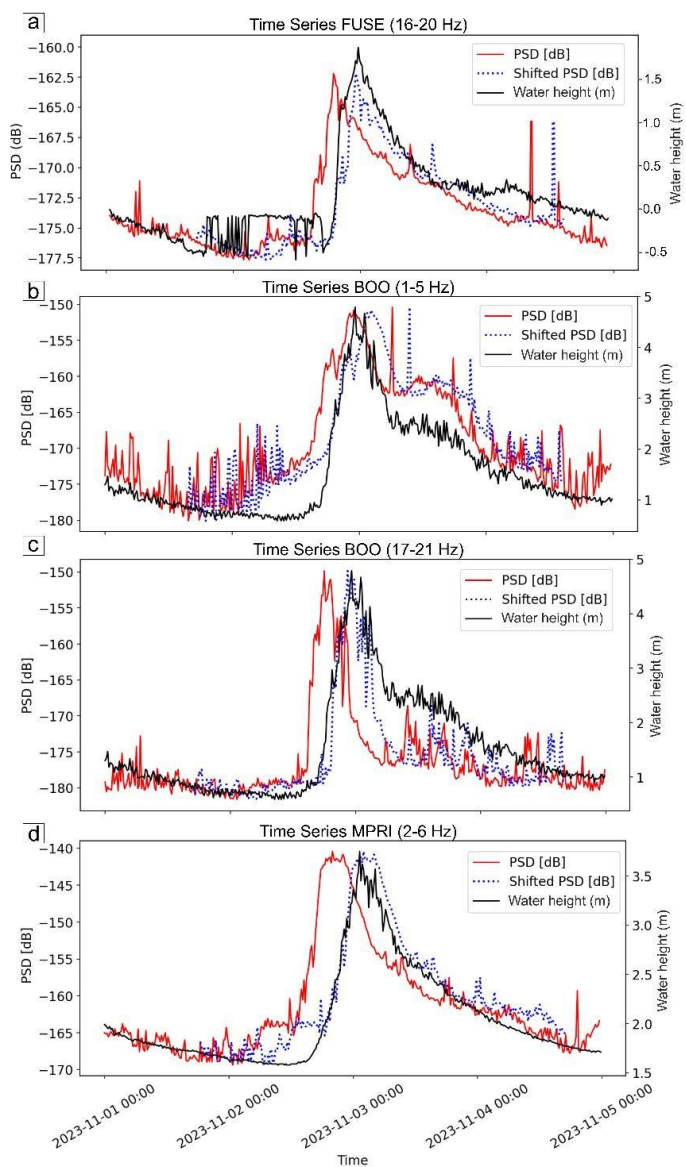 a
Time Series FUSE (16-20 Hz)
PSD [dB]
Shifted PSD [dB]
Water height (m)
−160.0
−162.5
−165.0
−167.5
−170.0
−172.5
−175.0
−177.5
PSD (dB)
1.5
1.0
0.5
0.0
−0.5
Water height (m)
b
Time Series BOO (1-5 Hz)
PSD [dB]
Shifted PSD [dB]
Water height (m)
−150
−155
−160
−165
−170
−175
−180
PSD [dB]
5
4
3
2
1
Water height (m)
c
Time Series BOO (17-21 Hz)
PSD [dB]
Shifted PSD [dB]
Water height (m)
−150
−155
−160
−165
−170
−175
−180
PSD [dB]
5
4
3
2
1
Water height (m)
d
Time Series MPRI (2-6 Hz)
PSD [dB]
Shifted PSD [dB]
Water height (m)
−140
−145
−150
−155
−160
−165
−170
PSD [dB]
3.5
3.0
2.5
2.0
1.5
Water height (m)
2023-11-01 00:00
2023-11-02 00:00
2023-11-03 00:00
2023-11-04 00:00
2023-11-05 00:00
Time